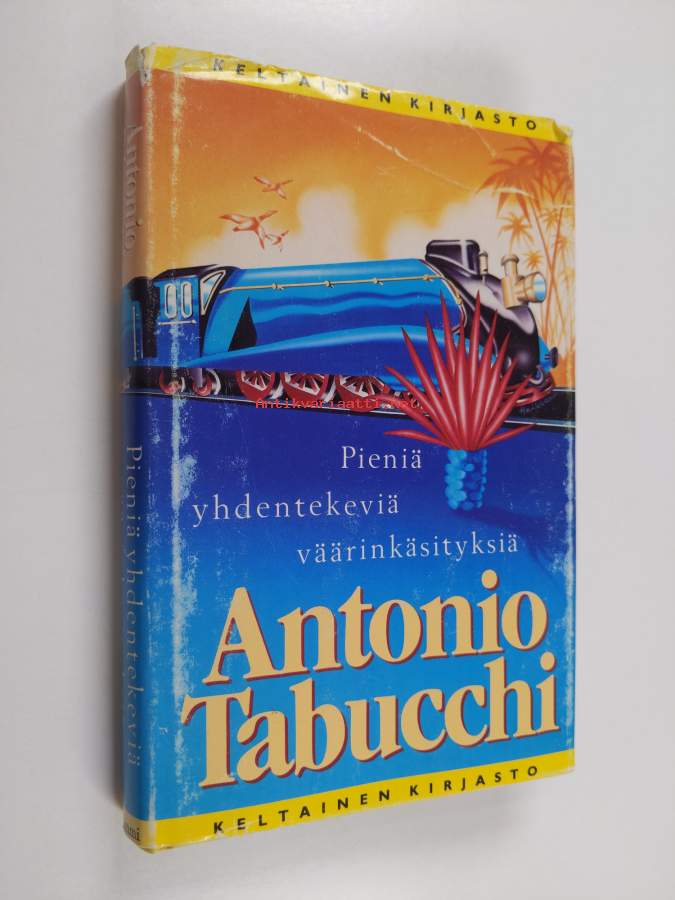 KELTAINEN KIRJASTO
Antonio
Pieniä yhdentekeviä
Antikvariaatti.net
Pieniä
yhdentekeviä
väärinkäsityksiä
Antonio
Tabucchi
KELTAINEN KIRJASTO